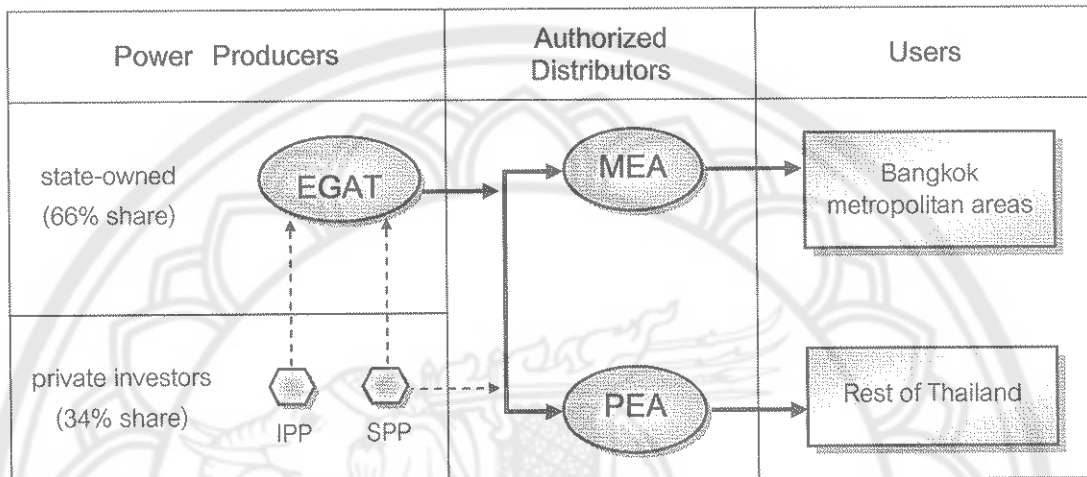 Power Producers
Authorized
Distributors
Users
state-owned
(66% share)
EGAT
MEA
Bangkok
metropolitan areas
private investors
(34% share)
IPP
SPP
PEA
Rest of Thailand